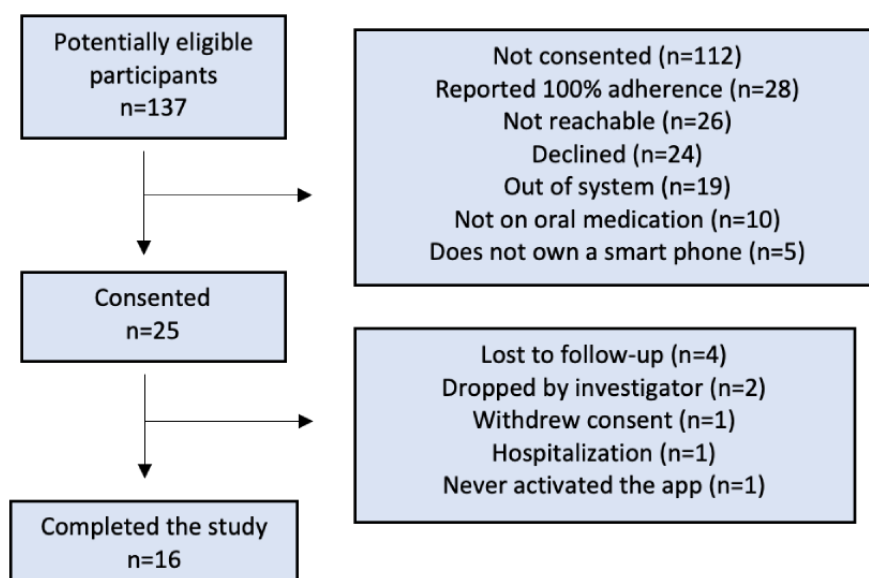 Potentially eligible
participants
n=137
Not consented (n=112)
Reported 100% adherence (n=28)
Not reachable (n=26)
Declined (n=24)
Out of system (n=19)
Not on oral medication (n=10)
Does not own a smart phone (n=5)
Consented
n=25
Lost to follow-up (n=4)
Dropped by investigator (n=2)
Withdrew consent (n=1)
Hospitalization (n=1)
Never activated the app (n=1)
Completed the study
n=16